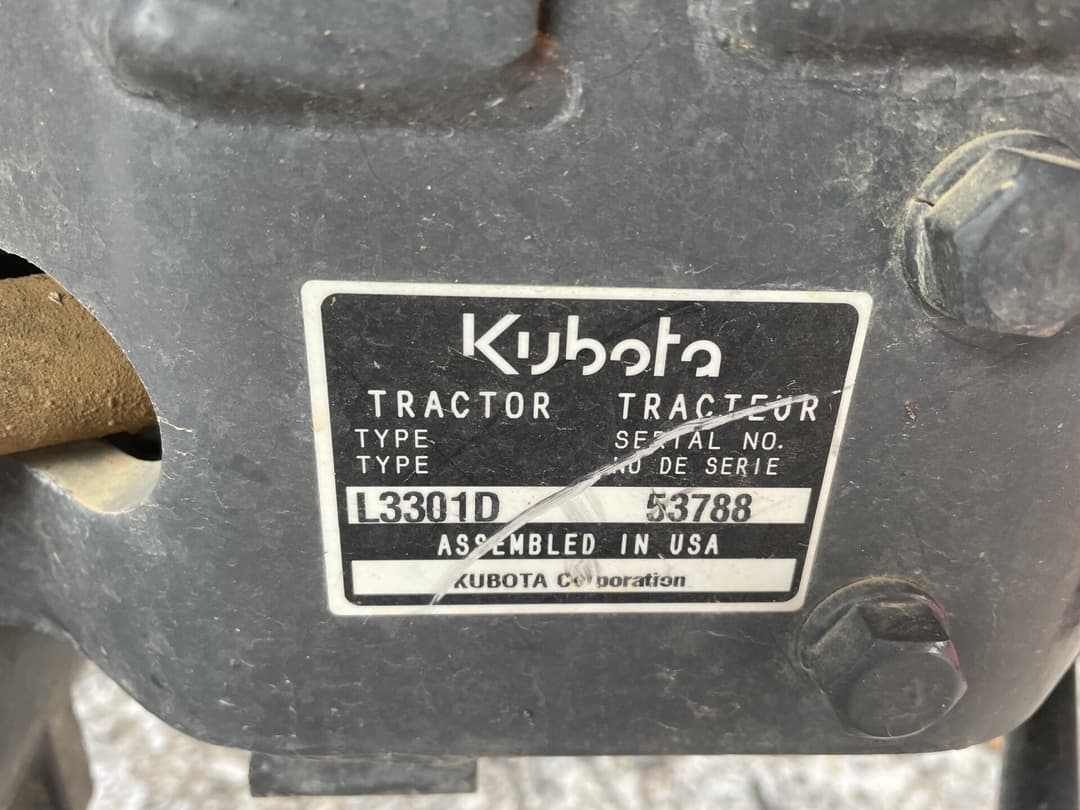 Kubota
TRACTOR TRACTEUR
TYPE SERIAL NO.
TYPE NO DE SERIE
L3301D 53788
ASSEMBLED IN USA
KUBOTA Corporation